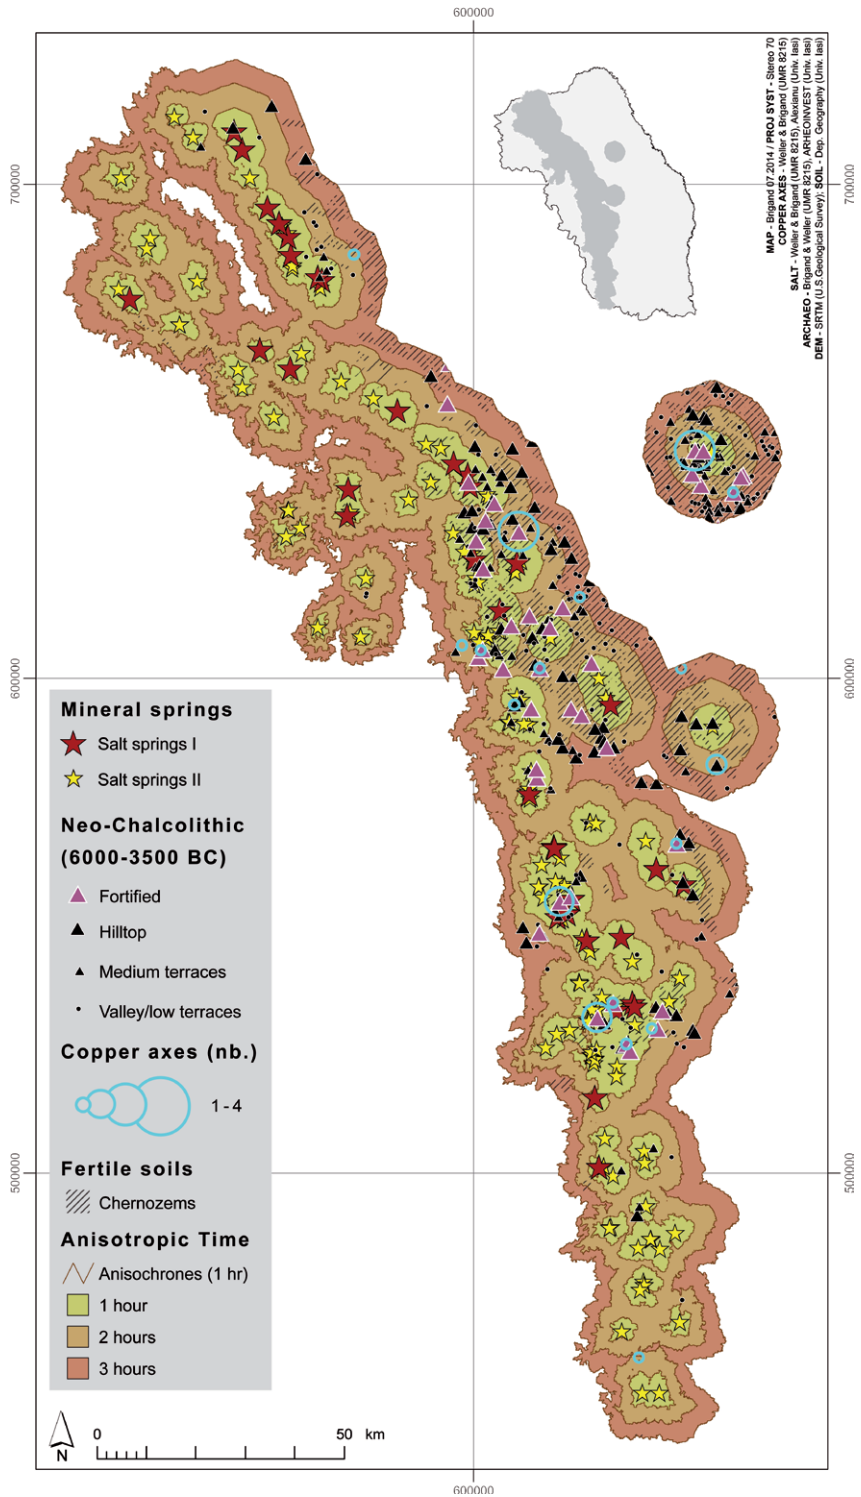 600000
MAP - Brigand 07.2014 / PROJ SYST - Stereo 70
COPPER AXES - Weller & Brigand (UMR 8215)
SALT - Weller & Brigand (UMR 8215), Alexianu (Univ. Iasi)
ARCHAEO - Brigand & Weller (UMR 8215), ARHEOINVEST (Univ. Iasi)
DEM - SRTM (U.S.Geological Survey); SOIL - Dep. Geography (Univ. Iasi)
700000
700000
600000
600000
Mineral springs
Salt springs I
Salt springs II
Neo-Chalcolithic
(6000-3500 BC)
Fortified
Hilltop
Medium terraces
Valley/low terraces
Copper axes (nb.)
1 - 4
Fertile soils
Chernozems
Anisotropic Time
Anisochrones (1 hr)
1 hour
2 hours
3 hours
500000
500000
N
0 50 km
600000